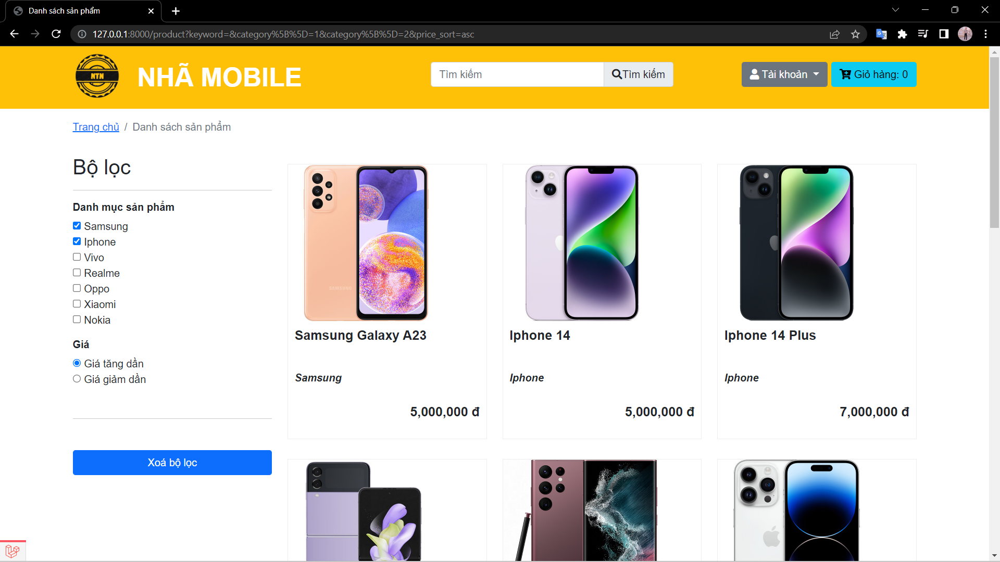 Danh sách sản phẩm
127.0.0.1:8000/product?keyword=&category%5B%5D=1&category%5B%5D=2&price_sort=asc
NTN
NHÃ MOBILE
Tìm kiếm
Tìm kiếm
Tài khoản
Giỏ hàng: 0
Trang chủ / Danh sách sản phẩm
Bộ lọc
Danh mục sản phẩm
Samsung
Iphone
Vivo
Realme
Oppo
Xiaomi
Nokia
Giá
Giá tăng dần
Giá giảm dần
Xoá bộ lọc
SAMSUNG
Samsung Galaxy A23
Samsung
5,000,000 đ
Iphone 14
Iphone
5,000,000 đ
Iphone 14 Plus
Iphone
7,000,000 đ